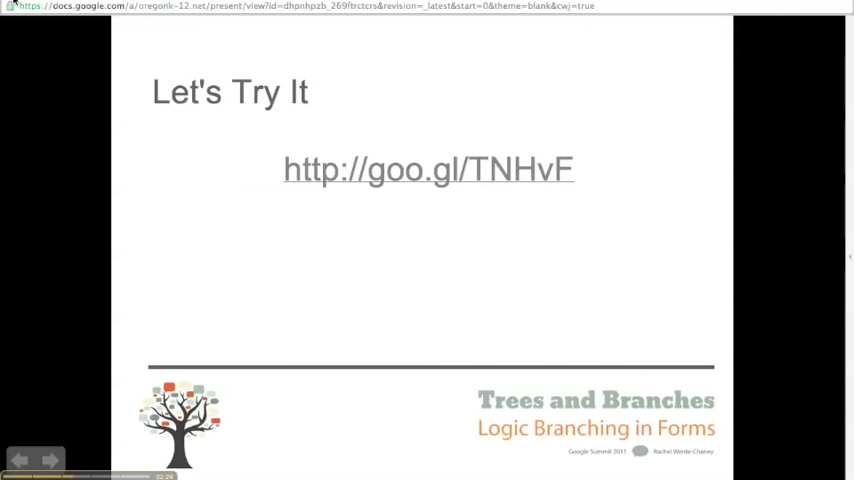 https://docs.google.com/a/oregonk-12.net/present/view?id=dhpnhpzb_269ftrctcrs&revision=_latest&start=0&theme=blank&cwj=true
Let's Try It
http://goo.gl/TNHvF
Trees and Branches
Logic Branching in Forms
Google Summit 2011 Rachel Wente-Chaney
02:24